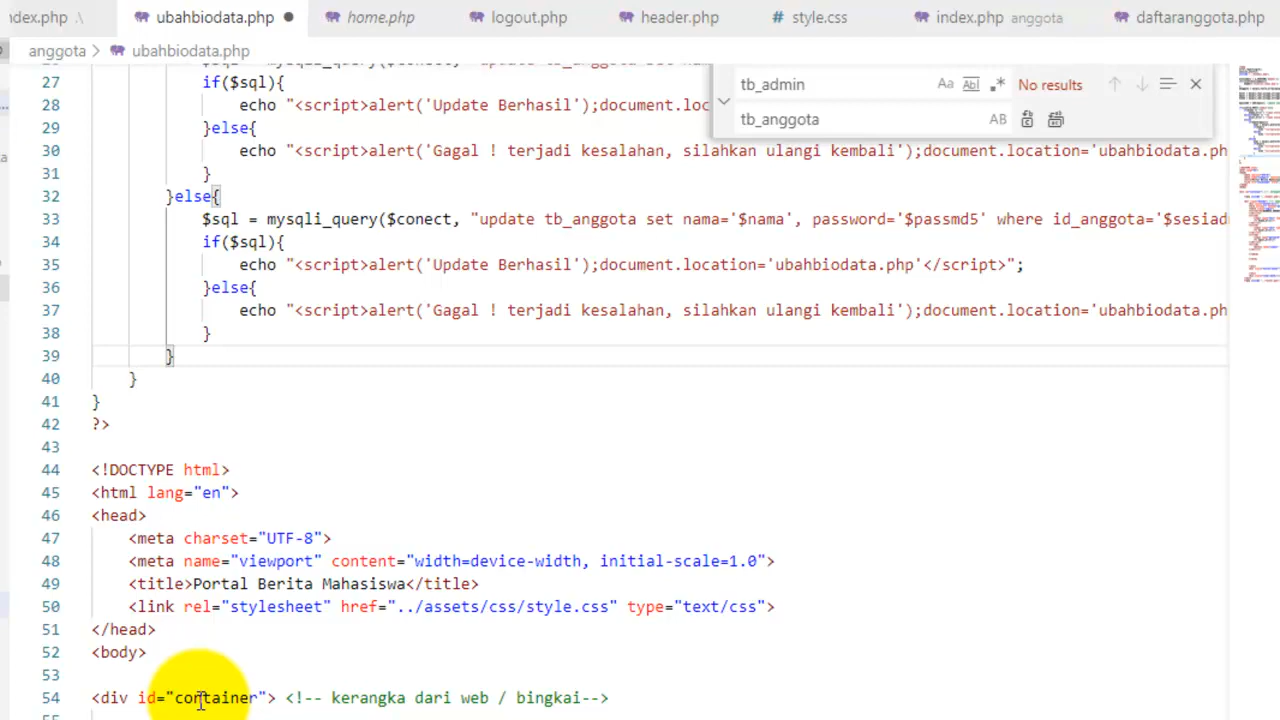 ndex.php ubahbiodata.php home.php logout.php header.php style.css index.php anggota daftaranggota.php
anggota > ubahbiodata.php
tb_admin Aa Abl .* No results
tb_anggota AB
27 if($sql){
28 echo "<script>alert('Update Berhasil');document.loc
29 }else{
30 echo "<script>alert('Gagal ! terjadi kesalahan, silahkan ulangi kembali');document.location='ubahbiodata.ph
31 }
32 }else{
33 $sql = mysqli_query($conect, "update tb_anggota set nama='$nama', password='$passmd5' where id_anggota='$sesiad
34 if($sql){
35 echo "<script>alert('Update Berhasil');document.location='ubahbiodata.php'</script>";
36 }else{
37 echo "<script>alert('Gagal ! terjadi kesalahan, silahkan ulangi kembali');document.location='ubahbiodata.ph
38 }
39 }
40 }
41 }
42 ?>
43
44 <!DOCTYPE html>
45 <html lang="en">
46 <head>
47 <meta charset="UTF-8">
48 <meta name="viewport" content="width=device-width, initial-scale=1.0">
49 <title>Portal Berita Mahasiswa</title>
50 <link rel="stylesheet" href="../assets/css/style.css" type="text/css">
51 </head>
52 <body>
53
54 <div id="container"> <!-- kerangka dari web / bingkai-->